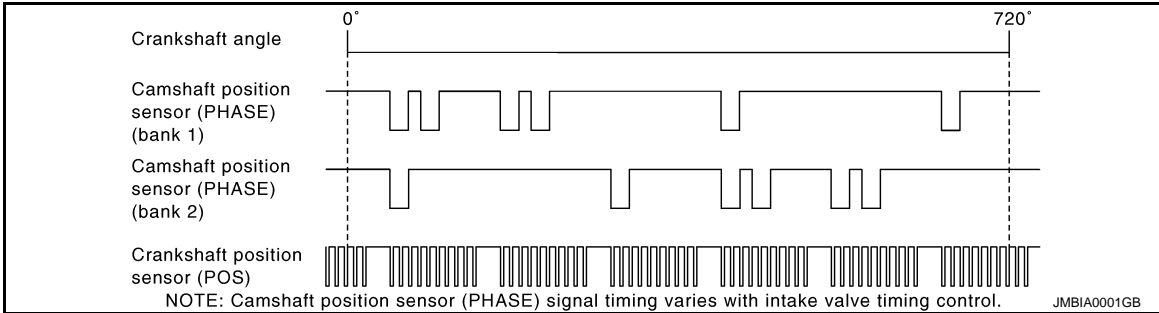 0° 720°
Crankshaft angle
Camshaft position
sensor (PHASE)
(bank 1)
Camshaft position
sensor (PHASE)
(bank 2)
Crankshaft position
sensor (POS)
NOTE: Camshaft position sensor (PHASE) signal timing varies with intake valve timing control.
JMBIA0001GB